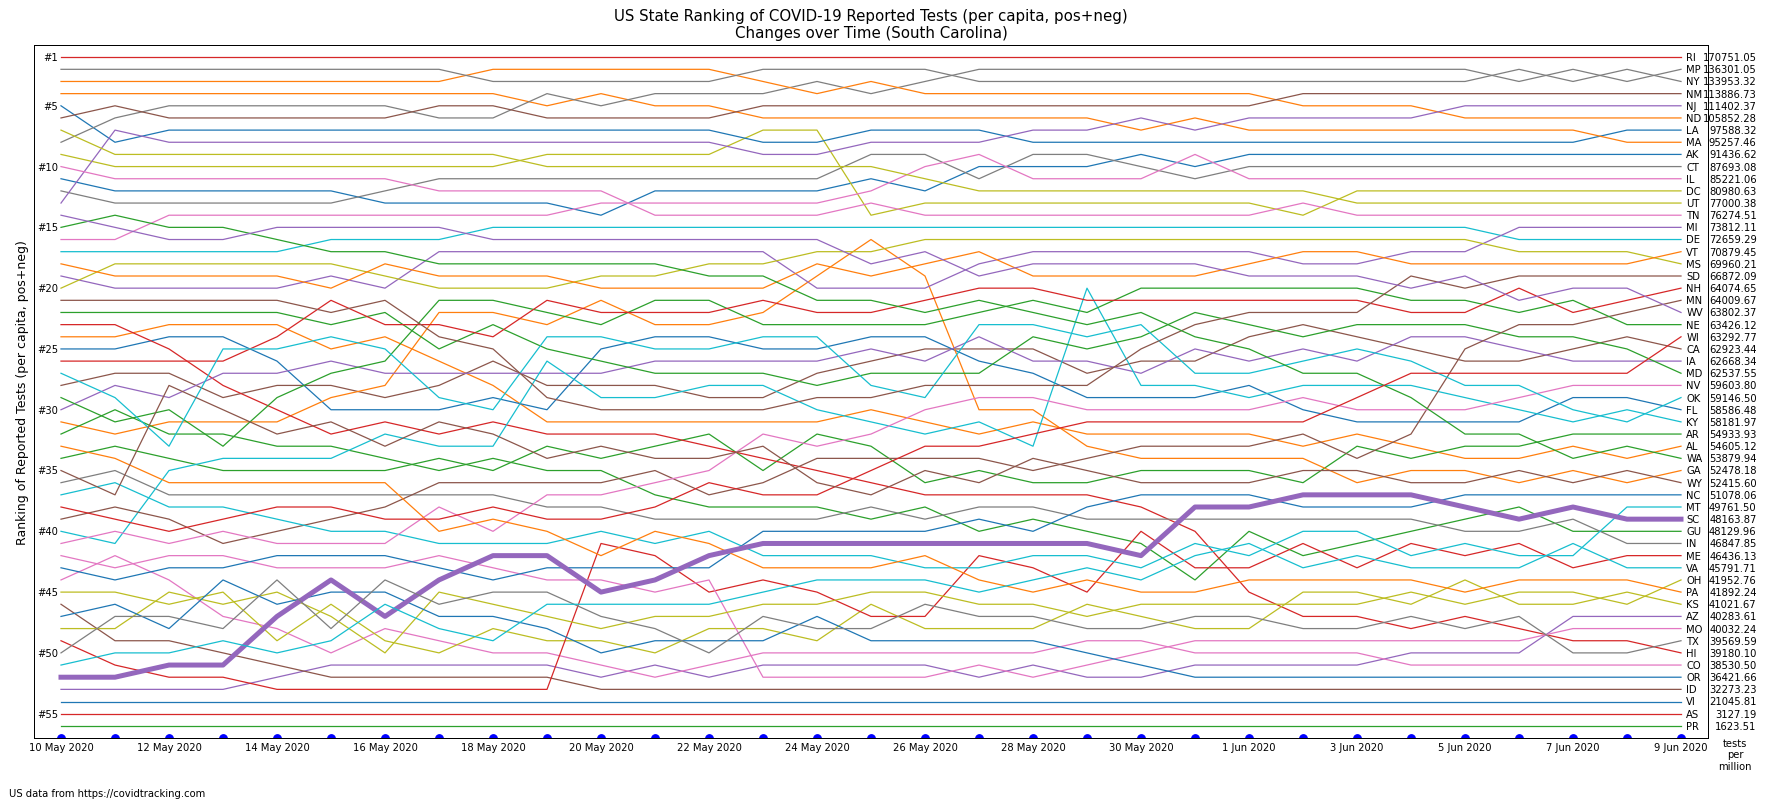 US State Ranking of COVID-19 Reported Tests (per capita, pos+neg)
Changes over Time (South Carolina)
Ranking of Reported Tests (per capita, pos+neg)
#1
#5
#10
#15
#20
#25
#30
#35
#40
#45
#50
#55
RI 170751.05
MP 136301.05
NY 133953.32
NM 113886.73
NJ 111402.37
ND 105852.28
LA 97588.32
MA 95257.46
AK 91436.62
CT 87693.08
IL 85221.06
DC 80980.63
UT 77000.38
TN 76274.51
MI 73812.11
DE 72659.29
VT 70879.45
MS 69960.21
SD 66872.09
NH 64074.65
MN 64009.67
WV 63802.37
NE 63426.12
WI 63292.77
CA 62923.44
IA 62668.34
MD 62537.55
NV 59603.80
OK 59146.50
FL 58586.48
KY 58181.97
AR 54933.93
AL 54605.12
WA 53879.94
GA 52478.18
WY 52415.60
NC 51078.06
MT 49761.50
SC 48163.87
GU 48129.96
IN 46847.85
ME 46436.13
VA 45791.71
OH 41952.76
PA 41892.24
KS 41021.67
AZ 40283.61
MO 40032.24
TX 39569.59
HI 39180.10
CO 38530.50
OR 36421.66
ID 32273.23
VI 21045.81
AS 3127.19
PR 1623.51
10 May 2020 12 May 2020 14 May 2020 16 May 2020 18 May 2020 20 May 2020 22 May 2020 24 May 2020 26 May 2020 28 May 2020 30 May 2020 1 Jun 2020 3 Jun 2020 5 Jun 2020 7 Jun 2020 9 Jun 2020
tests
per
million
US data from https://covidtracking.com